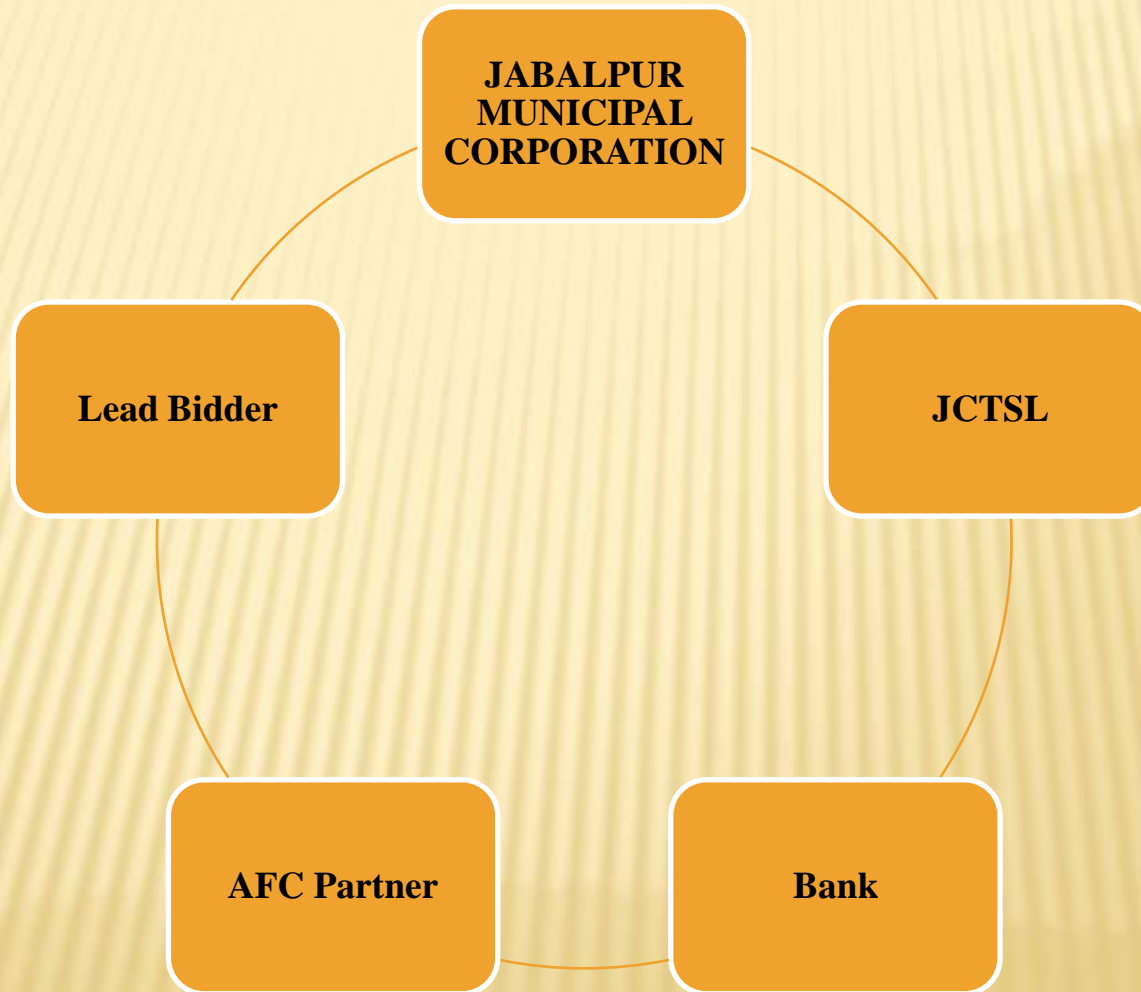 JABALPUR
MUNICIPAL
CORPORATION
Lead Bidder
JCTSL
AFC Partner
Bank